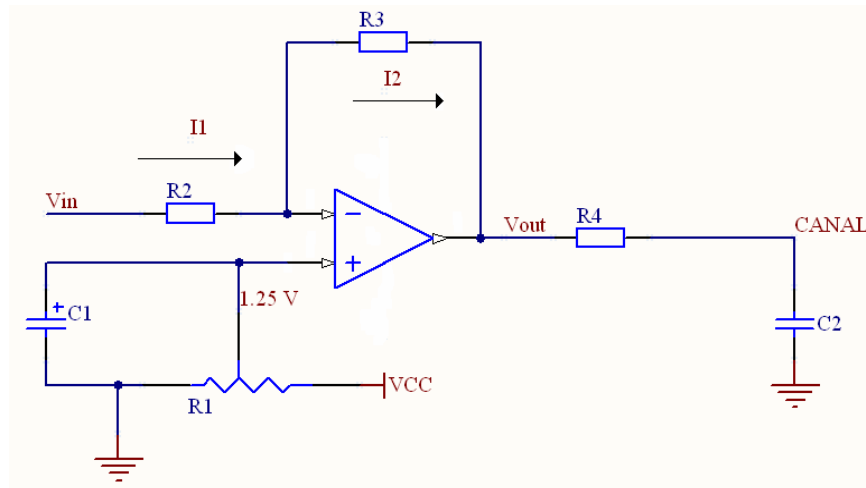 R3
I2
I1
Vin
R2
−
+
Vout
R4
CANAL
1.25 V
+
C1
C2
R1
VCC